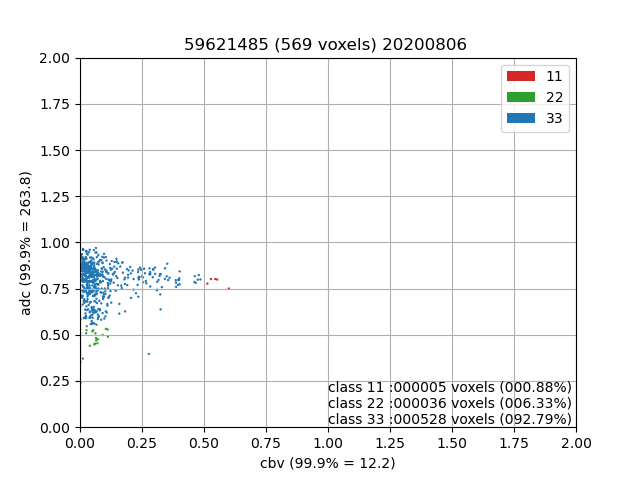 59621485 (569 voxels) 20200806
2.00
1.75
1.50
1.25
1.00
0.75
0.50
0.25
0.00
adc (99.9% = 263.8)
11
22
33
class 11 :000005 voxels (000.88%)
class 22 :000036 voxels (006.33%)
class 33 :000528 voxels (092.79%)
0.00 0.25 0.50 0.75 1.00 1.25 1.50 1.75 2.00
cbv (99.9% = 12.2)